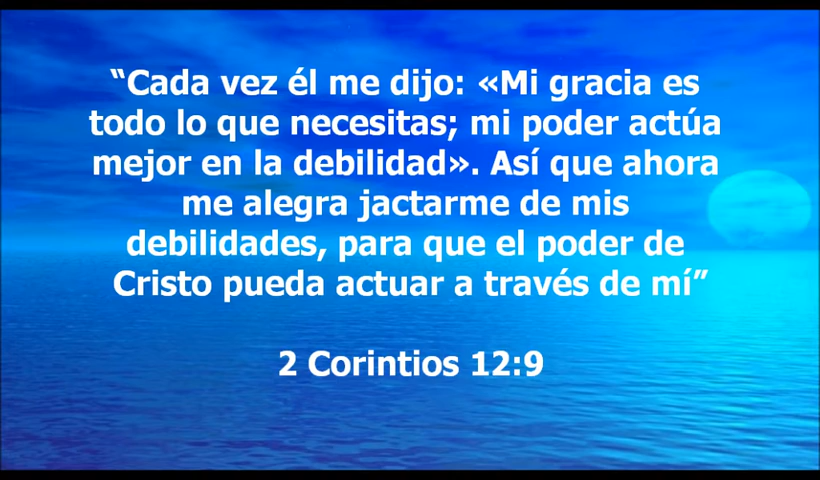 “Cada vez él me dijo: «Mi gracia es
todo lo que necesitas; mi poder actúa
mejor en la debilidad». Así que ahora
me alegra jactarme de mis
debilidades, para que el poder de
Cristo pueda actuar a través de mí”
2 Corintios 12:9